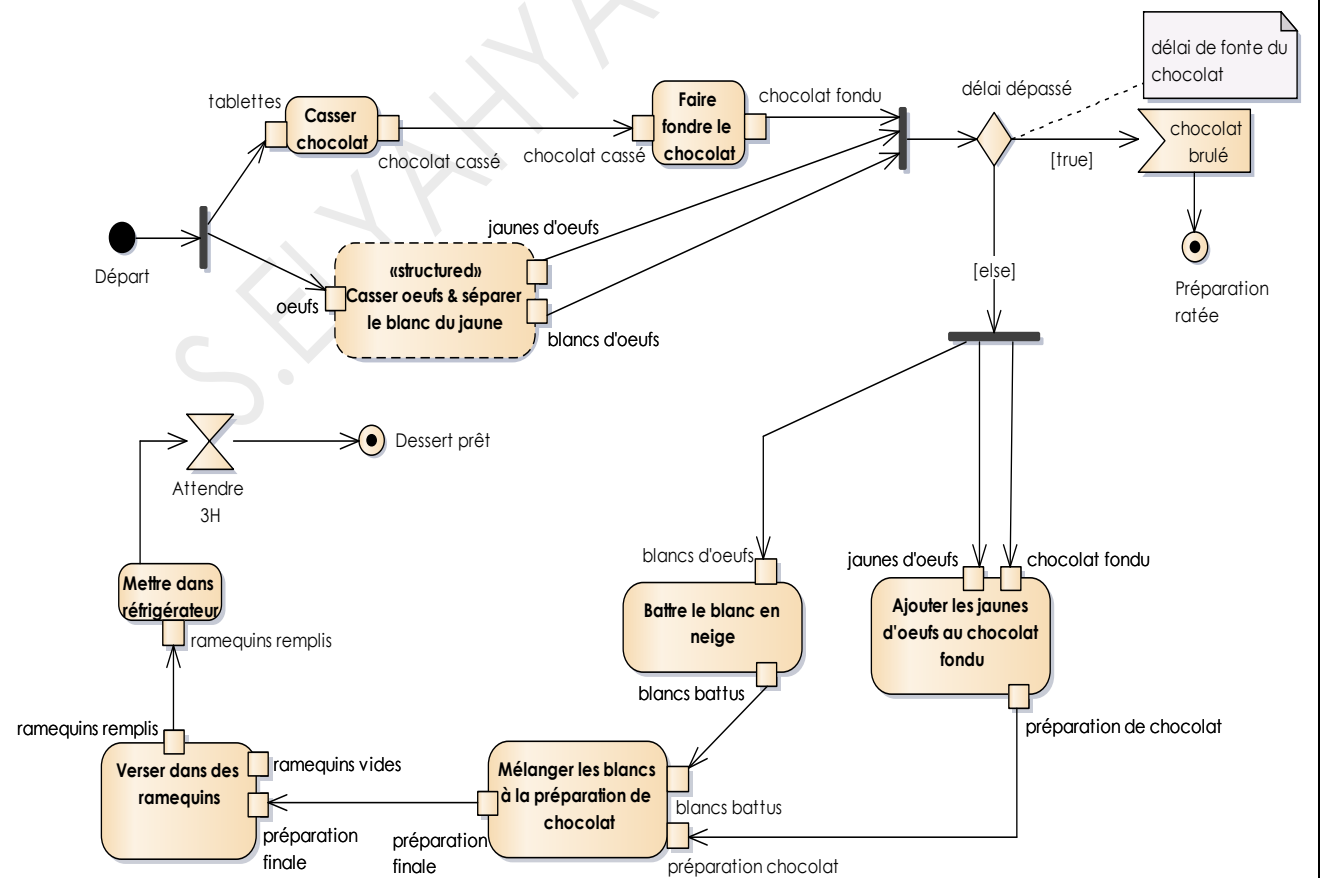 délai de fonte du
chocolat
délai dépassé
tablettes
Casser
chocolat
chocolat cassé
chocolat cassé
Faire
fondre le
chocolat
chocolat fondu
[true]
chocolat
brulé
Départ
jaunes d'oeufs
«structured»
Casser oeufs & séparer
le blanc du jaune
oeufs
blancs d'oeufs
[else]
Préparation
ratée
S.ELYAHYA
Dessert prêt
Attendre
3H
blancs d'oeufs
Battre le blanc en
neige
blancs battus
jaunes d'oeufs
chocolat fondu
Ajouter les jaunes
d'oeufs au chocolat
fondu
préparation de chocolat
Mettre dans
réfrigérateur
ramequins remplis
ramequins remplis
Verser dans des
ramequins
ramequins vides
préparation
finale
préparation
finale
Mélanger les blancs
à la préparation de
chocolat
blancs battus
préparation chocolat